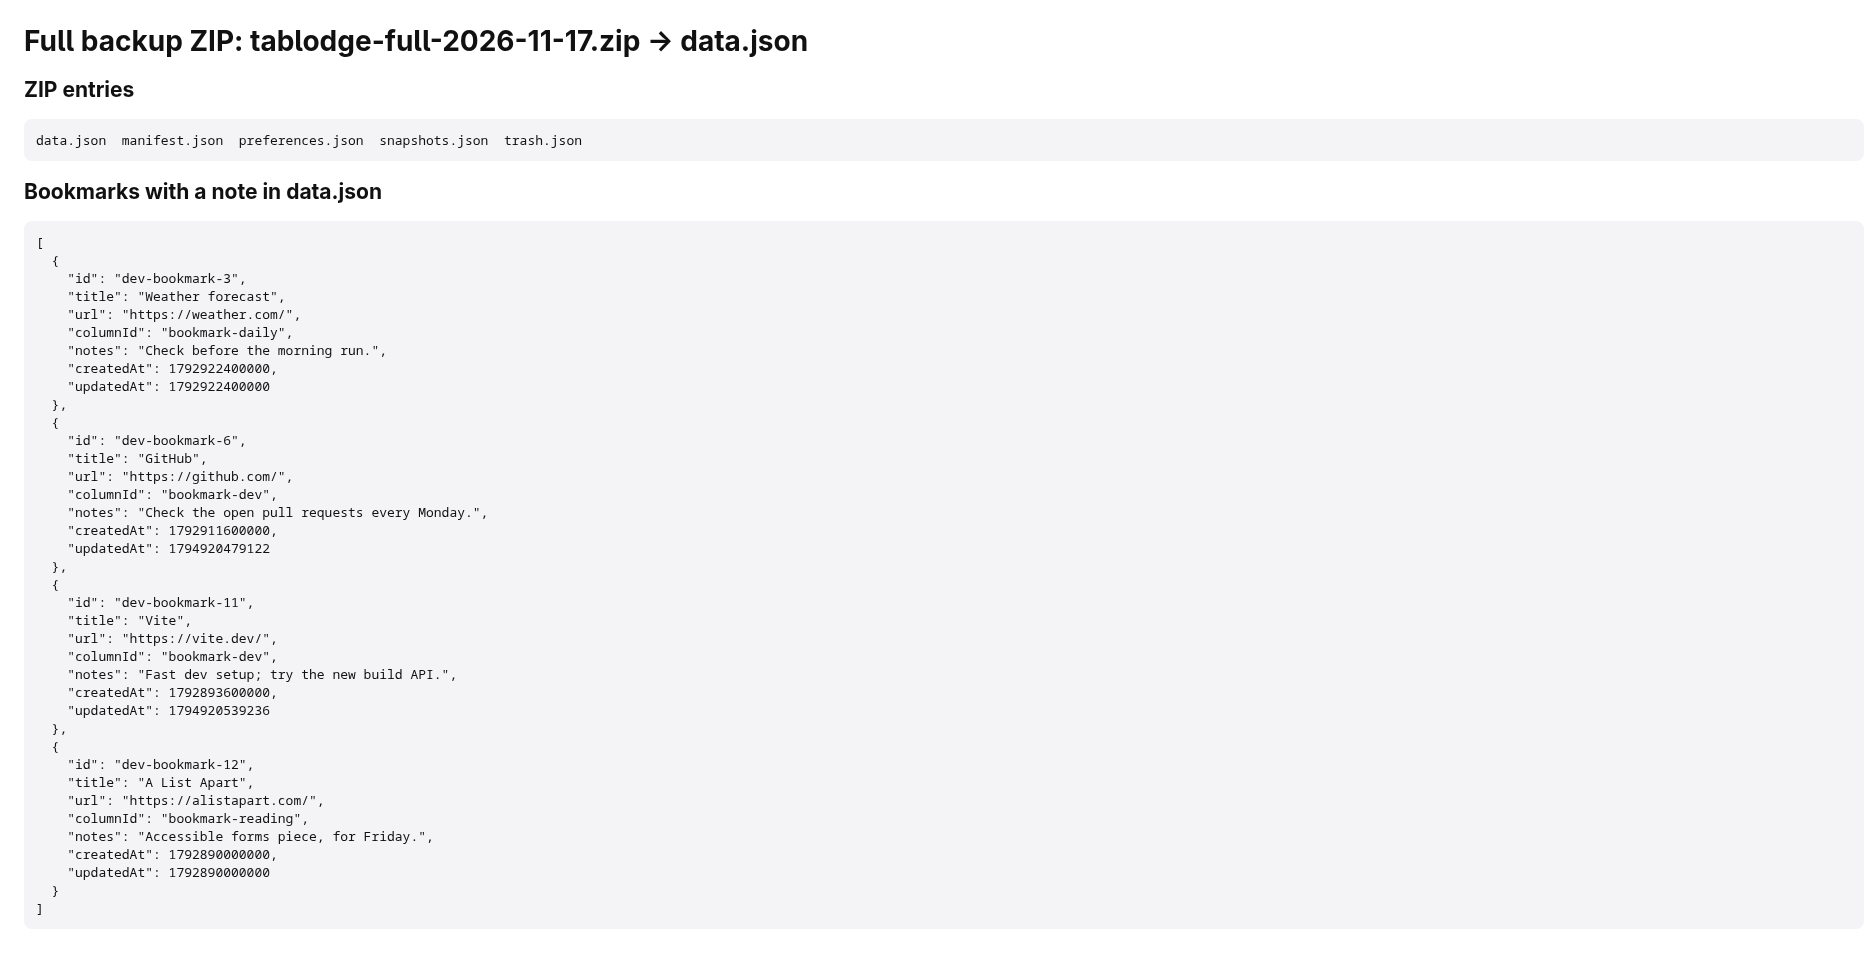 Full backup ZIP: tablodge-full-2026-11-17.zip → data.json
ZIP entries
data.json  manifest.json  preferences.json  snapshots.json  trash.json
Bookmarks with a note in data.json
[
  {
    "id": "dev-bookmark-3",
    "title": "Weather forecast",
    "url": "https://weather.com/",
    "columnId": "bookmark-daily",
    "notes": "Check before the morning run.",
    "createdAt": 1792922400000,
    "updatedAt": 1792922400000
  },
  {
    "id": "dev-bookmark-6",
    "title": "GitHub",
    "url": "https://github.com/",
    "columnId": "bookmark-dev",
    "notes": "Check the open pull requests every Monday.",
    "createdAt": 1792911600000,
    "updatedAt": 1794920479122
  },
  {
    "id": "dev-bookmark-11",
    "title": "Vite",
    "url": "https://vite.dev/",
    "columnId": "bookmark-dev",
    "notes": "Fast dev setup; try the new build API.",
    "createdAt": 1792893600000,
    "updatedAt": 1794920539236
  },
  {
    "id": "dev-bookmark-12",
    "title": "A List Apart",
    "url": "https://alistapart.com/",
    "columnId": "bookmark-reading",
    "notes": "Accessible forms piece, for Friday.",
    "createdAt": 1792890000000,
    "updatedAt": 1792890000000
  }
]